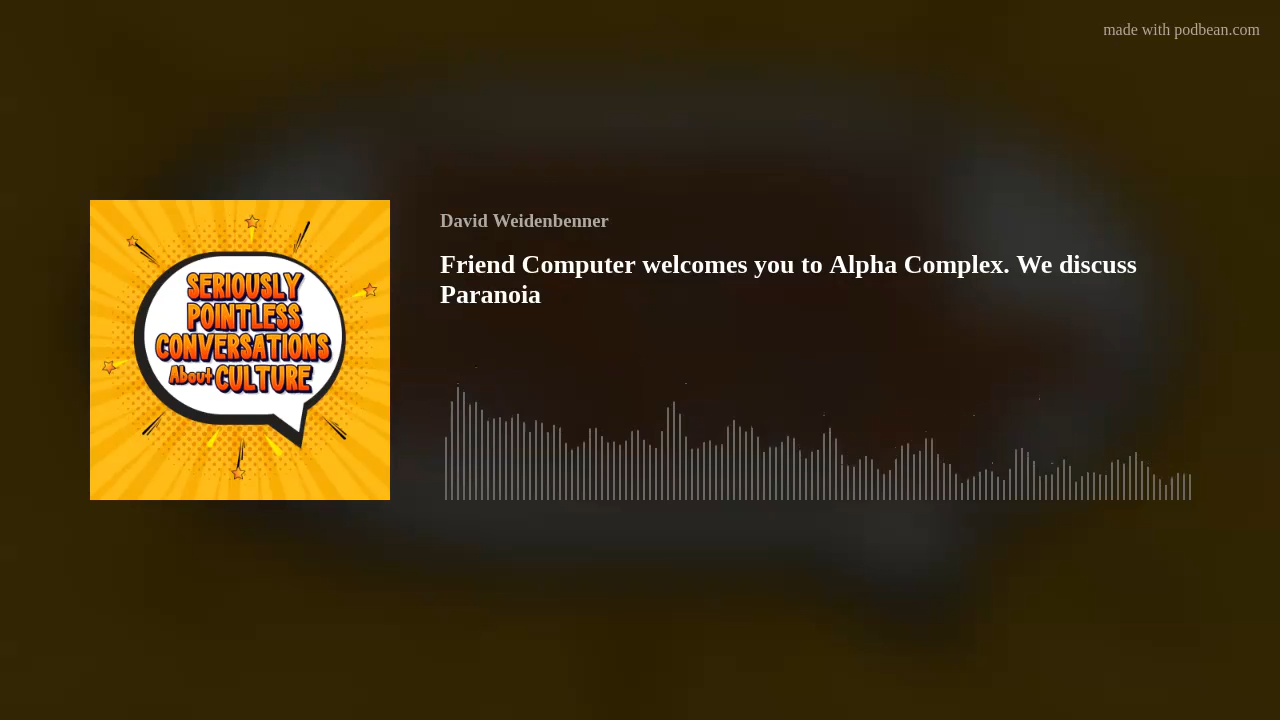 made with podbean.com
SERIOUSLY
POINTLESS
CONVERSATIONS
About CULTURE
David Weidenbenner
Friend Computer welcomes you to Alpha Complex. We discuss
Paranoia